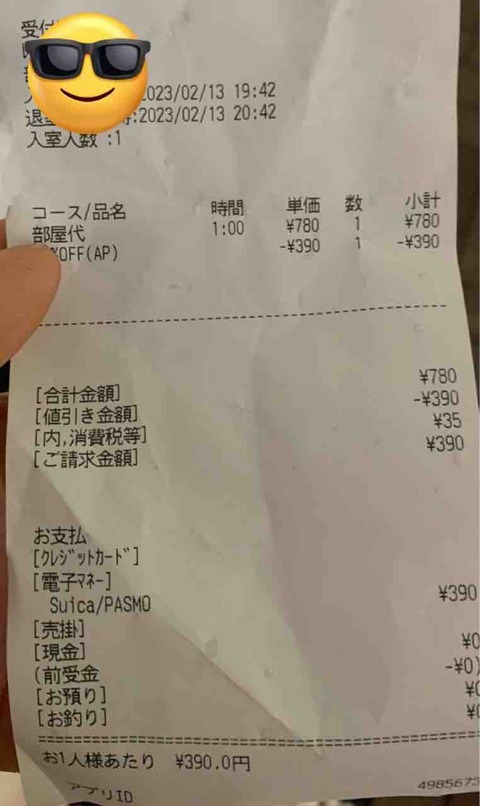 受付
2023/02/13 19:42
:2023/02/13 20:42
入室人数 :1
コース/品名 時間 単価 数 小計
部屋代 1:00 ¥780 1 ¥780
%OFF(AP) -¥390 1 -¥390
[合計金額] ¥780
[値引き金額] -¥390
[内,消費税等] ¥35
[ご請求金額] ¥390
お支払
[ｸﾚｼﾞｯﾄｶｰﾄﾞ]
[電子ﾏﾈｰ]
Suica/PASMO ¥390
[売掛]
[現金] ¥0
(前受金 -¥0)
[お預り] ¥0
[お釣り] ¥0
お1人様あたり ¥390.0円
アプリID 4985673